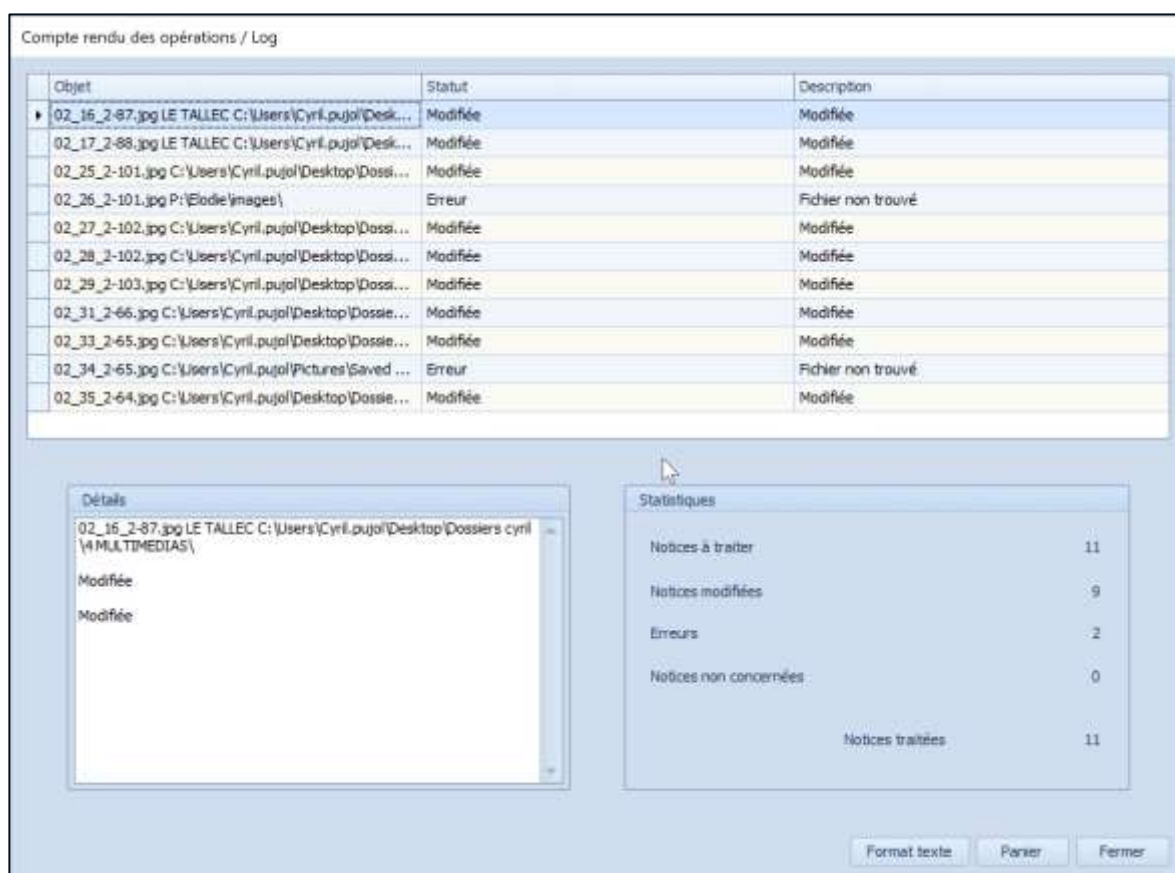 Compte rendu des opérations / Log
Objet Statut Description
02_16_2-87.jpg LE TALLEC C:\Users\Cyril.pujol\Desk... Modifiée Modifiée
02_17_2-88.jpg LE TALLEC C:\Users\Cyril.pujol\Desk... Modifiée Modifiée
02_25_2-101.jpg C:\Users\Cyril.pujol\Desktop\Dossi... Modifiée Modifiée
02_26_2-101.jpg P:\Elodie\images\ Erreur Fichier non trouvé
02_27_2-102.jpg C:\Users\Cyril.pujol\Desktop\Dossi... Modifiée Modifiée
02_28_2-102.jpg C:\Users\Cyril.pujol\Desktop\Dossi... Modifiée Modifiée
02_29_2-103.jpg C:\Users\Cyril.pujol\Desktop\Dossi... Modifiée Modifiée
02_31_2-66.jpg C:\Users\Cyril.pujol\Desktop\Dossie... Modifiée Modifiée
02_33_2-65.jpg C:\Users\Cyril.pujol\Desktop\Dossie... Modifiée Modifiée
02_34_2-65.jpg C:\Users\Cyril.pujol\Pictures\Saved ... Erreur Fichier non trouvé
02_35_2-64.jpg C:\Users\Cyril.pujol\Desktop\Dossie... Modifiée Modifiée
Détails
02_16_2-87.jpg LE TALLEC C:\Users\Cyril.pujol\Desktop\Dossiers cyril
\4 MULTIMEDIAS\
Modifiée
Modifiée
Statistiques
Notices à traiter 11
Notices modifiées 9
Erreurs 2
Notices non concernées 0
Notices traitées 11
Format texte Panier Fermer